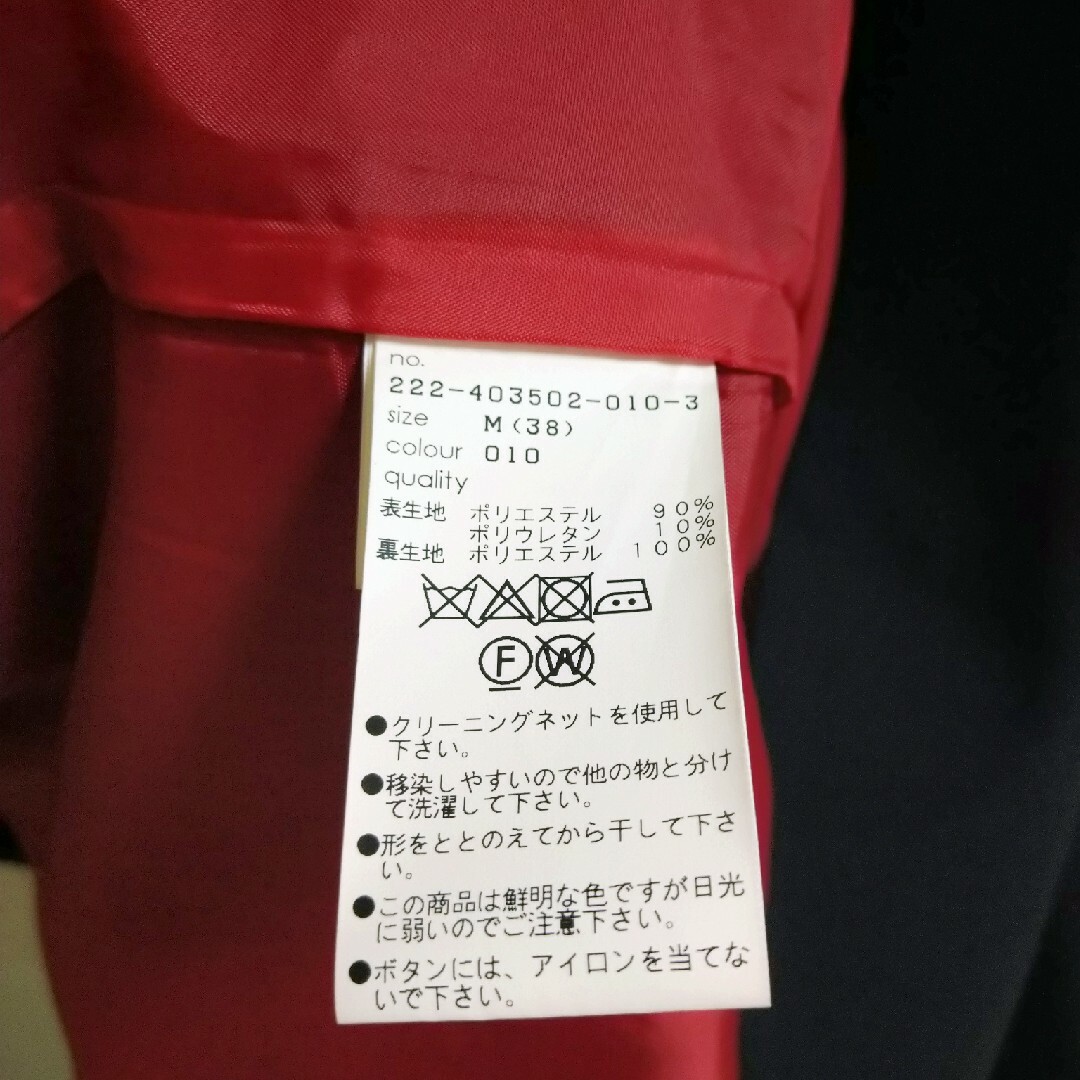 no.
222-403502-010-3
size M(38)
colour 010
quality
表生地 ポリエステル 90%
ポリウレタン 10%
裏生地 ポリエステル 100%
F W
●クリーニングネットを使用して
下さい。
●移染しやすいので他の物と分け
て洗濯して下さい。
●形をととのえてから干して下さ
い。
●この商品は鮮明な色ですが日光
に弱いのでご注意下さい。
●ボタンには、アイロンを当てな
いで下さい。